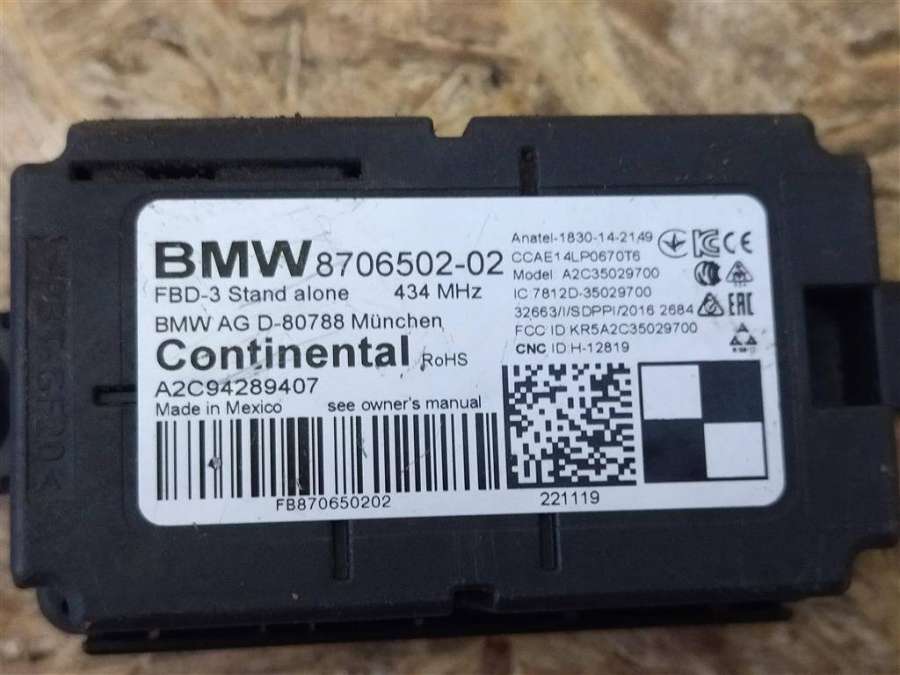 BMW 8706502-02
FBD-3 Stand alone 434 MHz
BMW AG D-80788 München
Continental RoHS
A2C94289407
Made in Mexico see owner's manual
FB870650202
Anatel-1830-14-2149
CCAE14LP0670T6
Model: A2C35029700
IC 7812D-35029700
32663/I/SDPPI/2016 2684
FCC ID KR5A2C35029700
CNC ID:H-12819
221119
CE
EAC